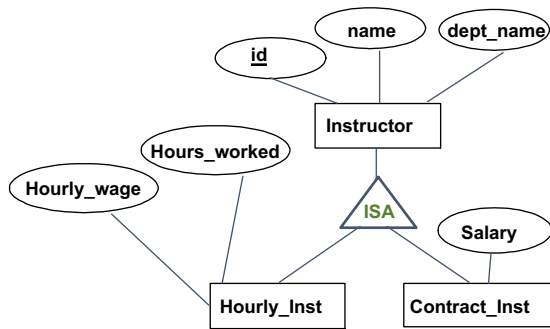 name
dept_name
id
Instructor
Hours_worked
Hourly_wage
ISA
Salary
Hourly_Inst
Contract_Inst